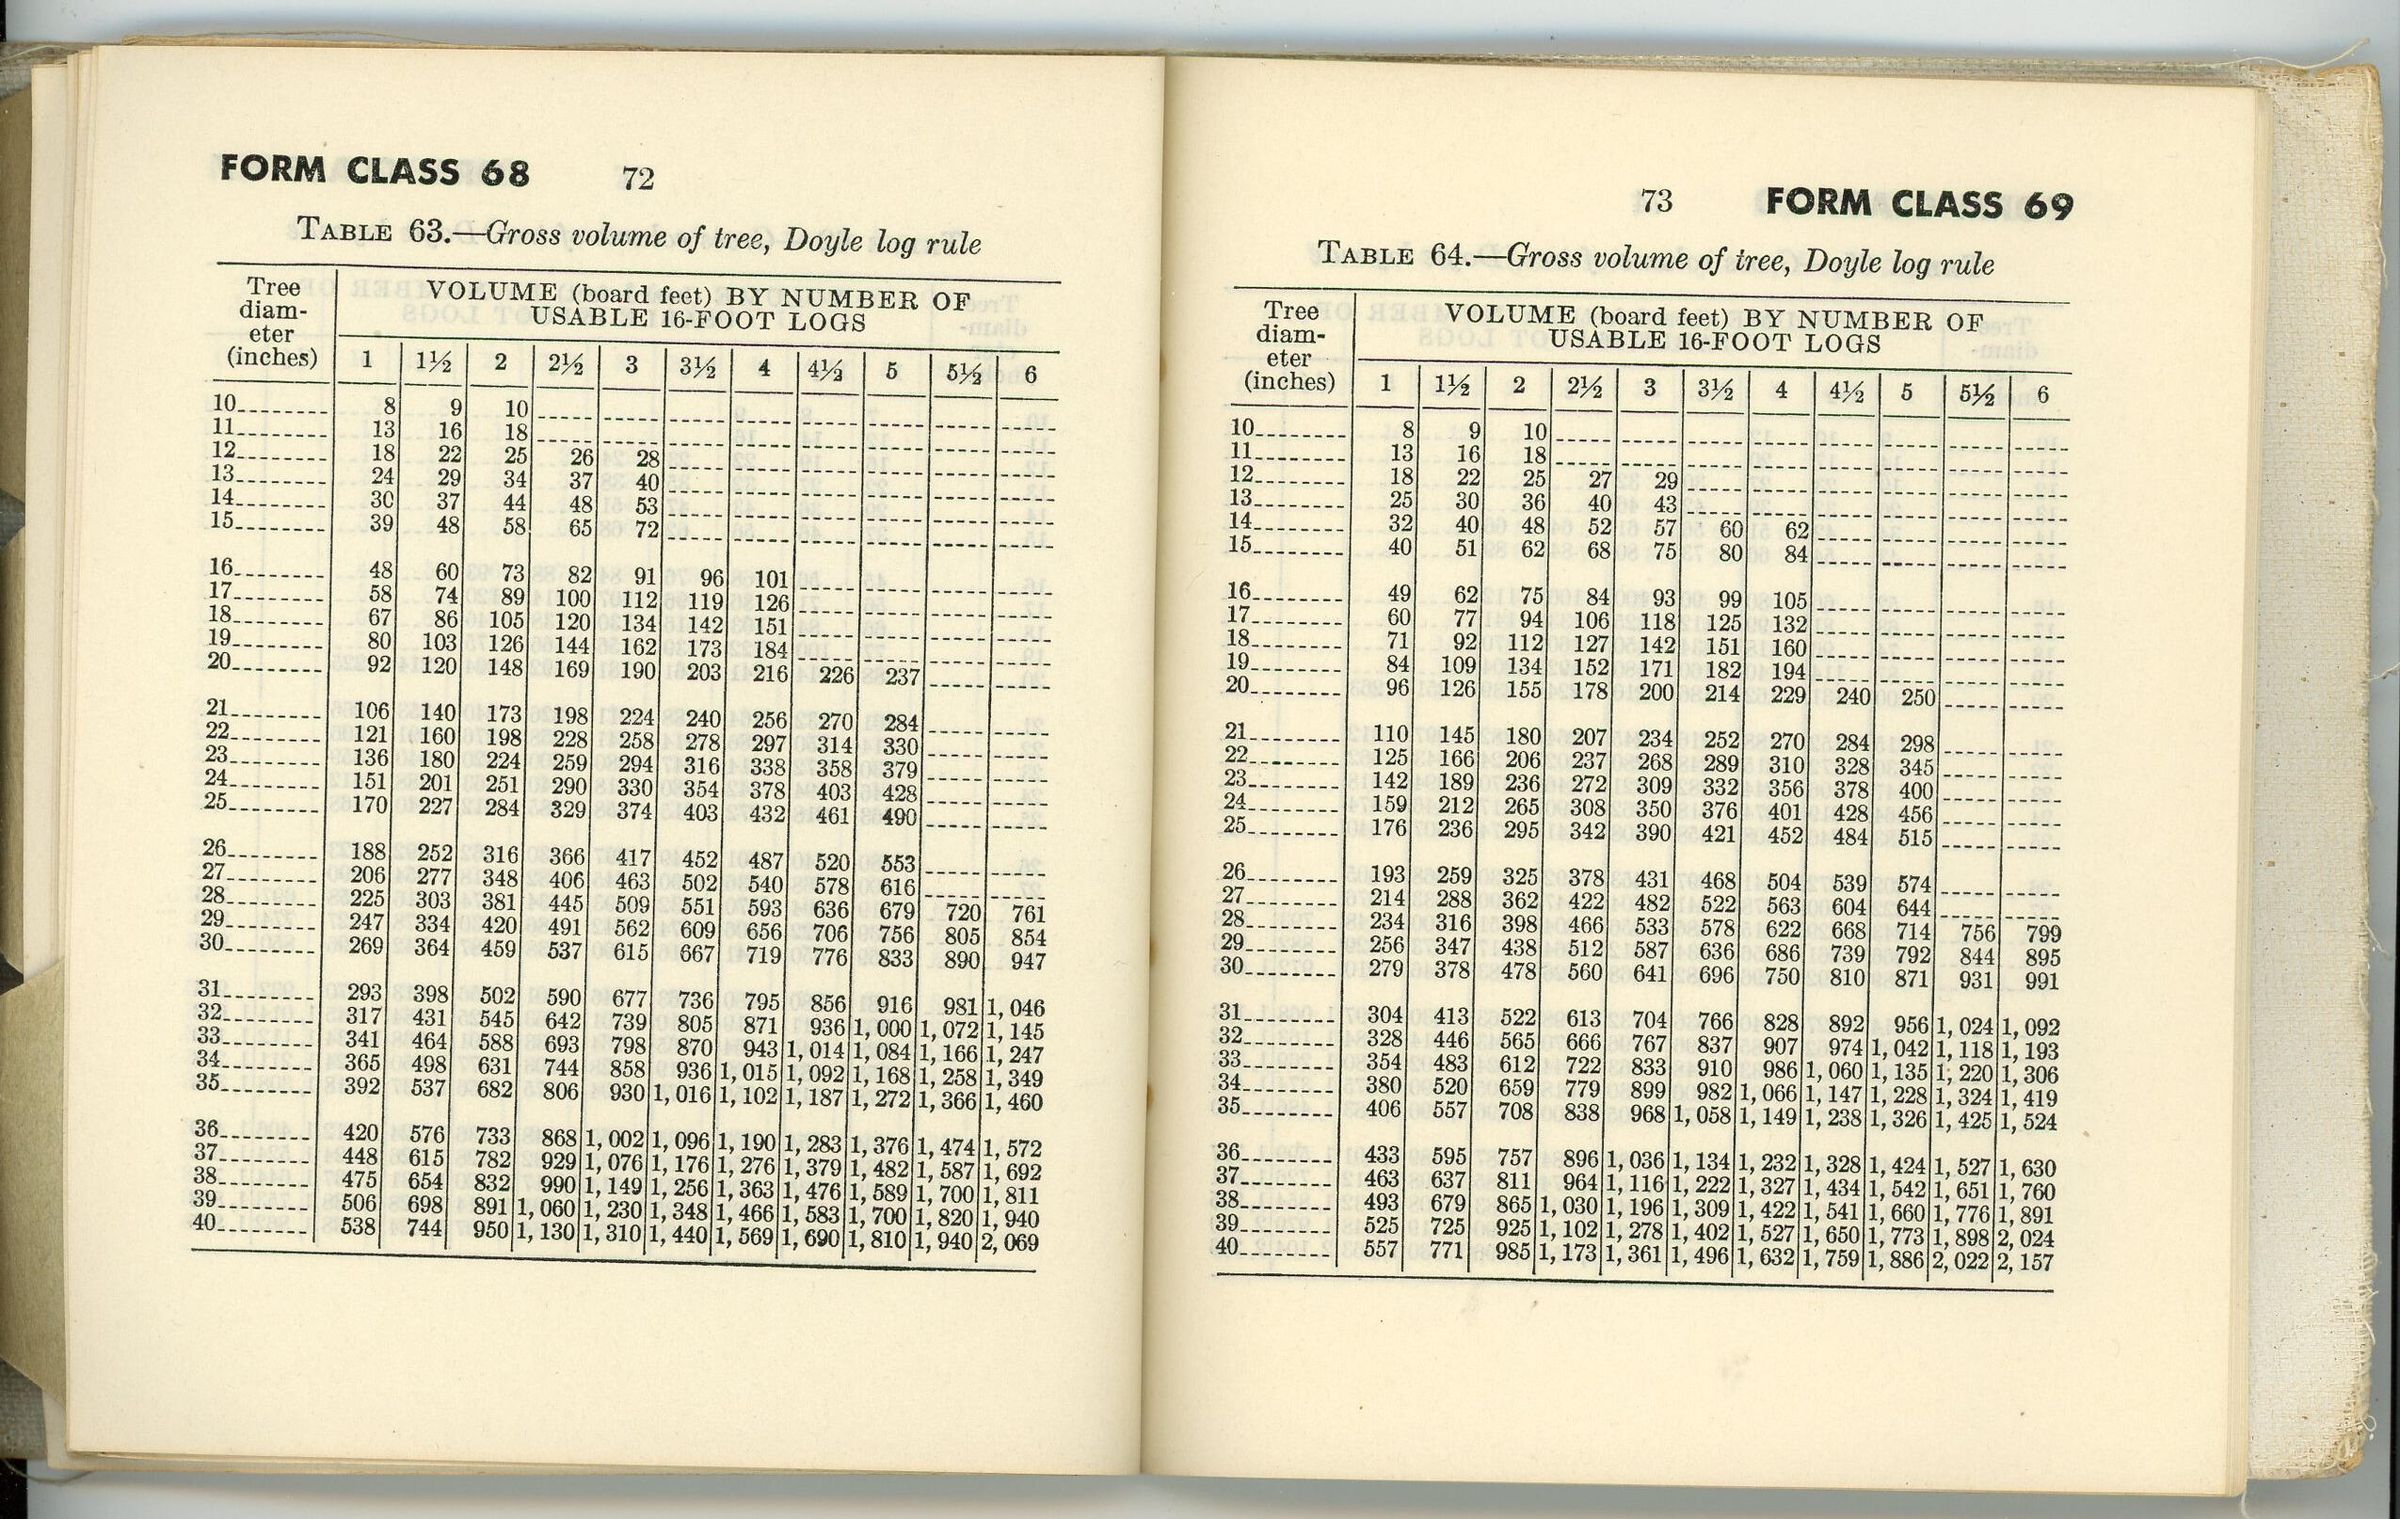 FORM CLASS 68 72
TABLE 63.—Gross volume of tree, Doyle log rule
Tree diam-eter (inches) VOLUME (board feet) BY NUMBER OF
USABLE 16-FOOT LOGS
1 1½ 2 2½ 3 3½ 4 4½ 5 5½ 6
10 8 9 10
11 13 16 18
12 18 22 25 26 28
13 24 29 34 37 40
14 30 37 44 48 53
15 39 48 58 65 72
16 48 60 73 82 91 96 101
17 58 74 89 100 112 119 126
18 67 86 105 120 134 142 151
19 80 103 126 144 162 173 184
20 92 120 148 169 190 203 216 226 237
21 106 140 173 198 224 240 256 270 284
22 121 160 198 228 258 278 297 314 330
23 136 180 224 259 294 316 338 358 379
24 151 201 251 290 330 354 378 403 428
25 170 227 284 329 374 403 432 461 490
26 188 252 316 366 417 452 487 520 553
27 206 277 348 406 463 502 540 578 616
28 225 303 381 445 509 551 593 636 679 720 761
29 247 334 420 491 562 609 656 706 756 805 854
30 269 364 459 537 615 667 719 776 833 890 947
31 293 398 502 590 677 736 795 856 916 981 1,046
32 317 431 545 642 739 805 871 936 1,000 1,072 1,145
33 341 464 588 693 798 870 943 1,014 1,084 1,166 1,247
34 365 498 631 744 858 936 1,015 1,092 1,168 1,258 1,349
35 392 537 682 806 930 1,016 1,102 1,187 1,272 1,366 1,460
36 420 576 733 868 1,002 1,096 1,190 1,283 1,376 1,474 1,572
37 448 615 782 929 1,076 1,176 1,276 1,379 1,482 1,587 1,692
38 475 654 832 990 1,149 1,256 1,363 1,476 1,589 1,700 1,811
39 506 698 891 1,060 1,230 1,348 1,466 1,583 1,700 1,820 1,940
40 538 744 950 1,130 1,310 1,440 1,569 1,690 1,810 1,940 2,069
73 FORM CLASS 69
TABLE 64.—Gross volume of tree, Doyle log rule
Tree diam-eter (inches) VOLUME (board feet) BY NUMBER OF
USABLE 16-FOOT LOGS
1 1½ 2 2½ 3 3½ 4 4½ 5 5½ 6
10 8 9 10
11 13 16 18
12 18 22 25 27 29
13 25 30 36 40 43
14 32 40 48 52 57 60 62
15 40 51 62 68 75 80 84
16 49 62 75 84 93 99 105
17 60 77 94 106 118 125 132
18 71 92 112 127 142 151 160
19 84 109 134 152 171 182 194
20 96 126 155 178 200 214 229 240 250
21 110 145 180 207 234 252 270 284 298
22 125 166 206 237 268 289 310 328 345
23 142 189 236 272 309 332 356 378 400
24 159 212 265 308 350 376 401 428 456
25 176 236 295 342 390 421 452 484 515
26 193 259 325 378 431 468 504 539 574
27 214 288 362 422 482 522 563 604 644
28 234 316 398 466 533 578 622 668 714 756 799
29 256 347 438 512 587 636 686 739 792 844 895
30 279 378 478 560 641 696 750 810 871 931 991
31 304 413 522 613 704 766 828 892 956 1,024 1,092
32 328 446 565 666 767 837 907 974 1,042 1,118 1,193
33 354 483 612 722 833 910 986 1,060 1,135 1,220 1,306
34 380 520 659 779 899 982 1,066 1,147 1,228 1,324 1,419
35 406 557 708 838 968 1,058 1,149 1,238 1,326 1,425 1,524
36 433 595 757 896 1,036 1,134 1,232 1,328 1,424 1,527 1,630
37 463 637 811 964 1,116 1,222 1,327 1,434 1,542 1,651 1,760
38 493 679 865 1,030 1,196 1,309 1,422 1,541 1,660 1,776 1,891
39 525 725 925 1,102 1,278 1,402 1,527 1,650 1,773 1,898 2,024
40 557 771 985 1,173 1,361 1,496 1,632 1,759 1,886 2,022 2,157